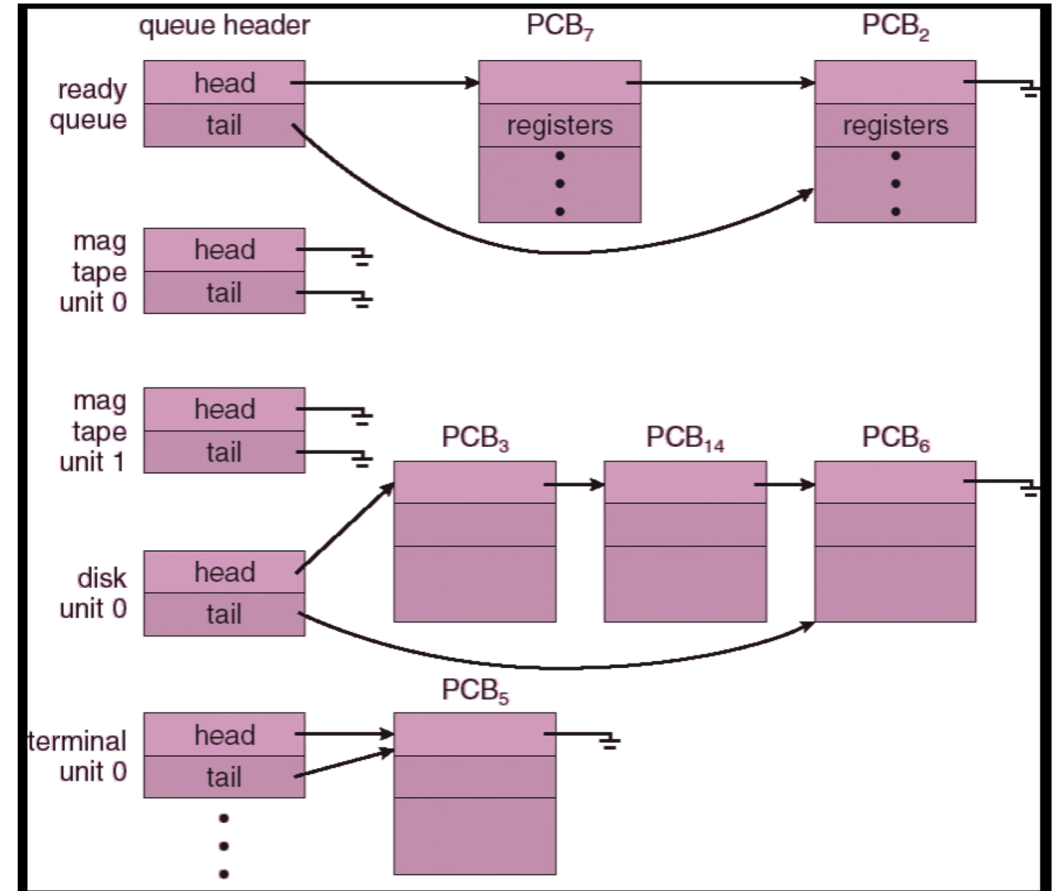 queue header
PCB₇
PCB₂
ready
queue
head
tail
registers
registers
mag
tape
unit 0
head
tail
mag
tape
unit 1
head
tail
PCB₃
PCB₁₄
PCB₆
disk
unit 0
head
tail
PCB₅
terminal
unit 0
head
tail